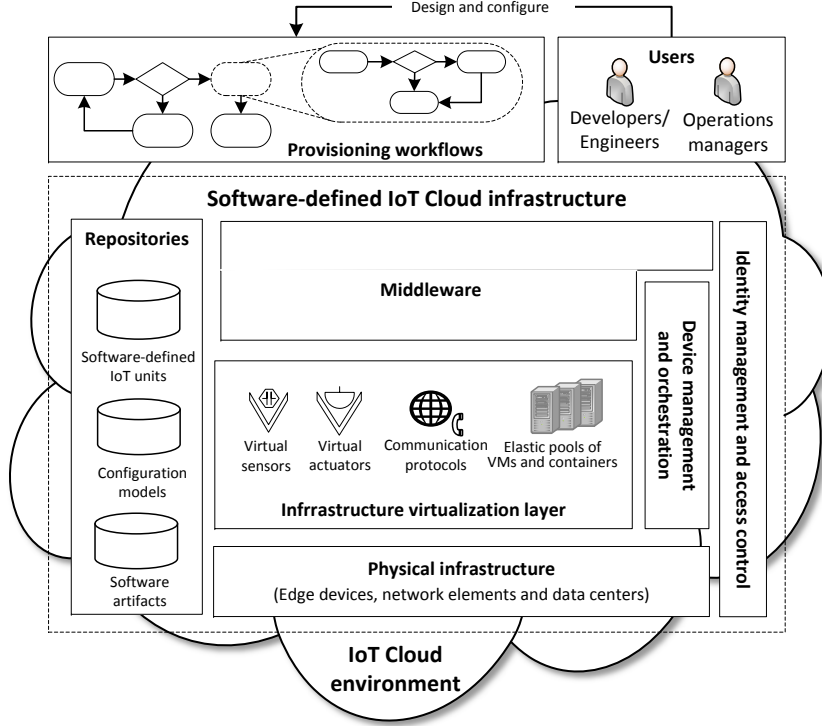 Design and configure
Users
Developers/
Engineers
Operations
managers
Provisioning workflows
Software-defined IoT Cloud infrastructure
Repositories
Software-defined
IoT units
Configuration
models
Software
artifacts
Middleware
Device management
and orchestration
Identity management and access control
Virtual
sensors
Virtual
actuators
Communication
protocols
Elastic pools of
VMs and containers
Infrrastructure virtualization layer
Physical infrastructure
(Edge devices, network elements and data centers)
IoT Cloud
environment